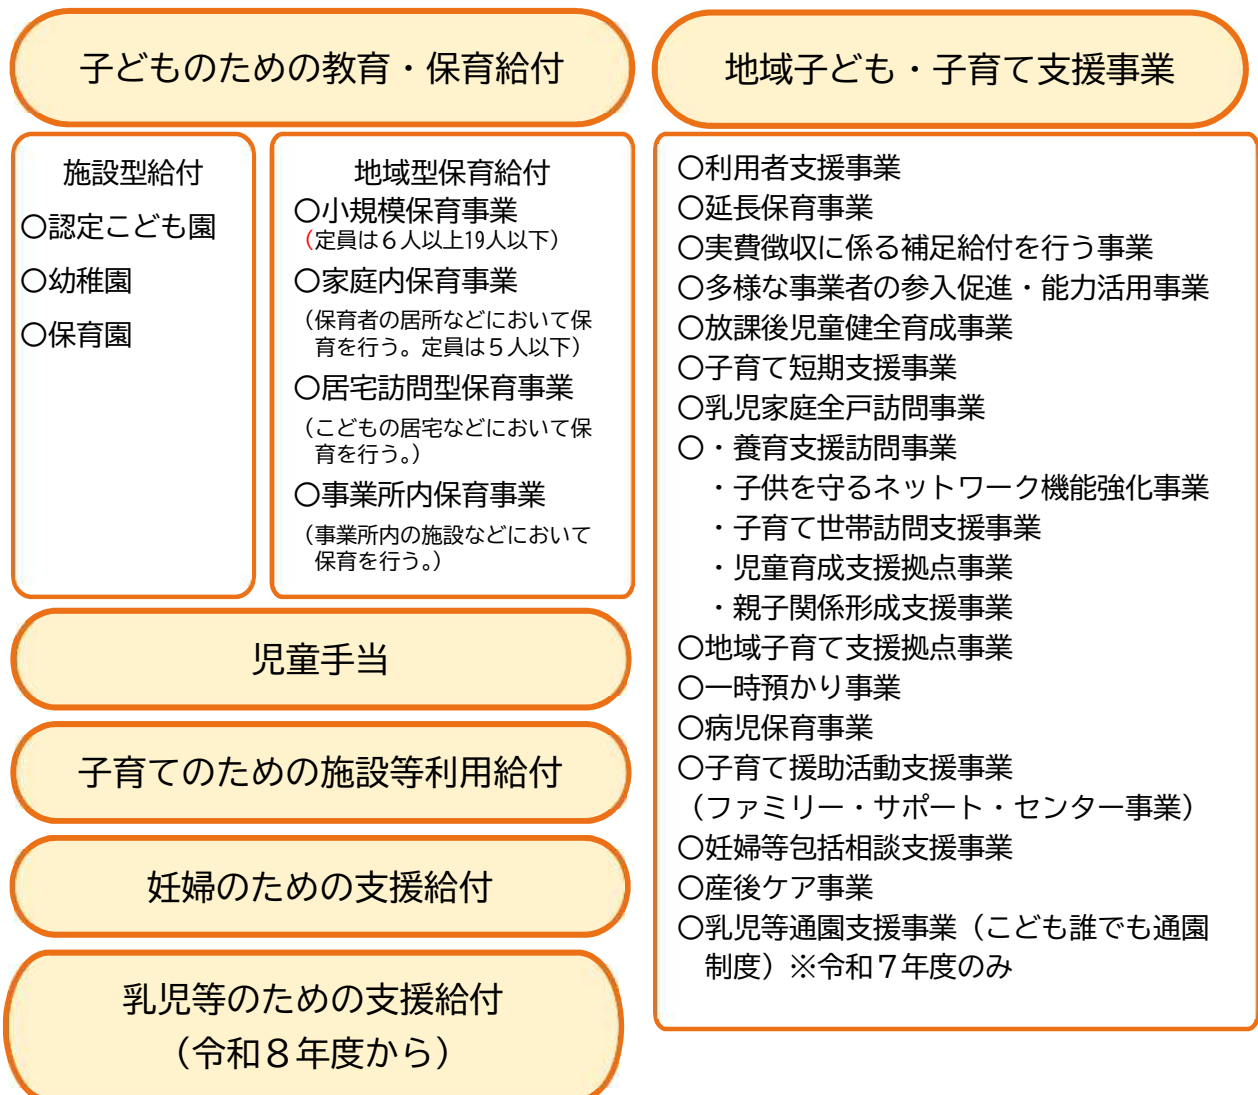 子どものための教育・保育給付
施設型給付
〇認定こども園
〇幼稚園
〇保育園
地域型保育給付
〇小規模保育事業
（定員は６人以上19人以下）
〇家庭内保育事業
（保育者の居所などにおいて保
育を行う。定員は５人以下）
〇居宅訪問型保育事業
（こどもの居宅などにおいて保
育を行う。）
〇事業所内保育事業
（事業所内の施設などにおいて
保育を行う。）
児童手当
子育てのための施設等利用給付
妊婦のための支援給付
乳児等のための支援給付
（令和８年度から）
地域子ども・子育て支援事業
〇利用者支援事業
〇延長保育事業
〇実費徴収に係る補足給付を行う事業
〇多様な事業者の参入促進・能力活用事業
〇放課後児童健全育成事業
〇子育て短期支援事業
〇乳児家庭全戸訪問事業
〇・養育支援訪問事業
・子供を守るネットワーク機能強化事業
・子育て世帯訪問支援事業
・児童育成支援拠点事業
・親子関係形成支援事業
〇地域子育て支援拠点事業
〇一時預かり事業
〇病児保育事業
〇子育て援助活動支援事業
（ファミリー・サポート・センター事業）
〇妊婦等包括相談支援事業
〇産後ケア事業
〇乳児等通園支援事業（こども誰でも通園
制度）※令和７年度のみ